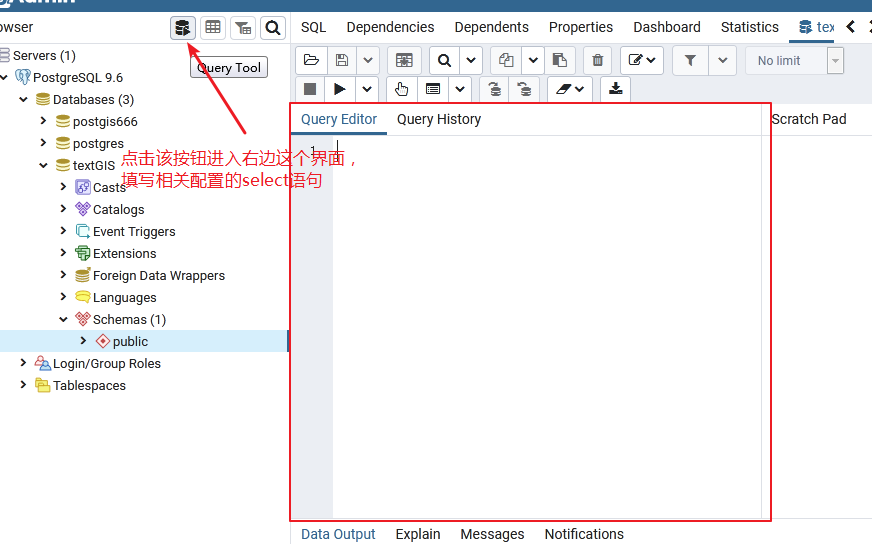 owser
SQL Dependencies Dependents Properties Dashboard Statistics tex
Servers (1)
Query Tool
No limit
PostgreSQL 9.6
Databases (3)
postgis666
Query Editor Query History Scratch Pad
postgres
1
textGIS
点击该按钮进入右边这个界面，
填写相关配置的select语句
Casts
Catalogs
Event Triggers
Extensions
Foreign Data Wrappers
Languages
Schemas (1)
public
Login/Group Roles
Tablespaces
Data Output Explain Messages Notifications